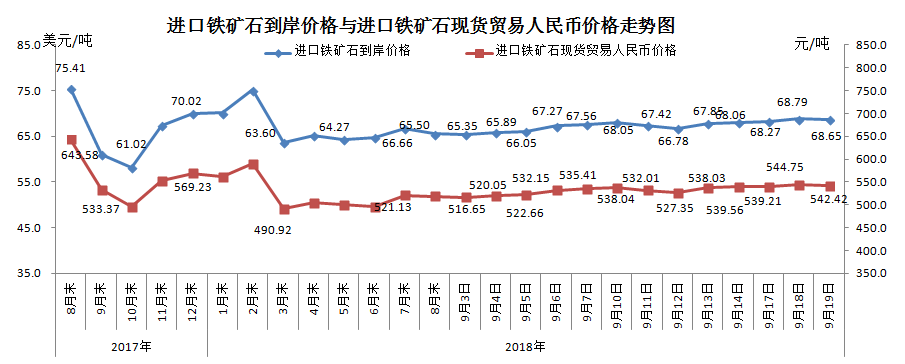 进口铁矿石到岸价格与进口铁矿石现货贸易人民币价格走势图
美元/吨
元/吨
进口铁矿石到岸价格
进口铁矿石现货贸易人民币价格
85.0
75.0
65.0
55.0
45.0
35.0
850.0
800.0
750.0
700.0
650.0
600.0
550.0
500.0
450.0
400.0
350.0
75.41
61.02
70.02
63.60
64.27
66.66
65.50
65.35
65.89
66.05
67.27
67.56
68.05
67.42
66.78
67.85
68.06
68.27
68.79
68.65
643.58
533.37
569.23
490.92
521.13
516.65
520.05
522.66
532.15
535.41
538.04
532.01
527.35
538.03
539.56
539.21
544.75
542.42
8月末
9月末
10月末
11月末
12月末
1月末
2月末
3月末
4月末
5月末
6月末
7月末
8月末
9月3日
9月4日
9月5日
9月6日
9月7日
9月10日
9月11日
9月12日
9月13日
9月14日
9月17日
9月18日
9月19日
2017年
2018年